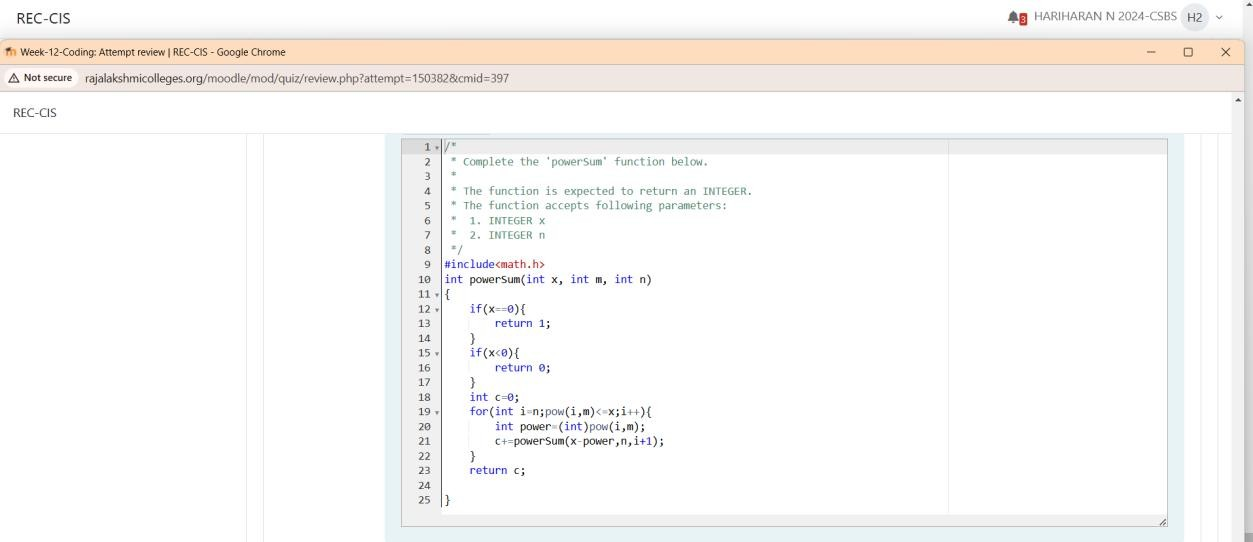 REC-CIS
3 HARIHARAN N 2024-CSBS H2
Week-12-Coding: Attempt review | REC-CIS - Google Chrome
Not secure rajalakshmicolleges.org/moodle/mod/quiz/review.php?attempt=150382&cmid=397
REC-CIS
1 /*
2 * Complete the 'powerSum' function below.
3 *
4 * The function is expected to return an INTEGER.
5 * The function accepts following parameters:
6 * 1. INTEGER x
7 * 2. INTEGER n
8 */
9 #include<math.h>
10 int powerSum(int x, int m, int n)
11 {
12 if(x==0){
13 return 1;
14 }
15 if(x<0){
16 return 0;
17 }
18 int c=0;
19 for(int i=n;pow(i,m)<=x;i++){
20 int power=(int)pow(i,m);
21 c+=powerSum(x-power,n,i+1);
22 }
23 return c;
24
25 }